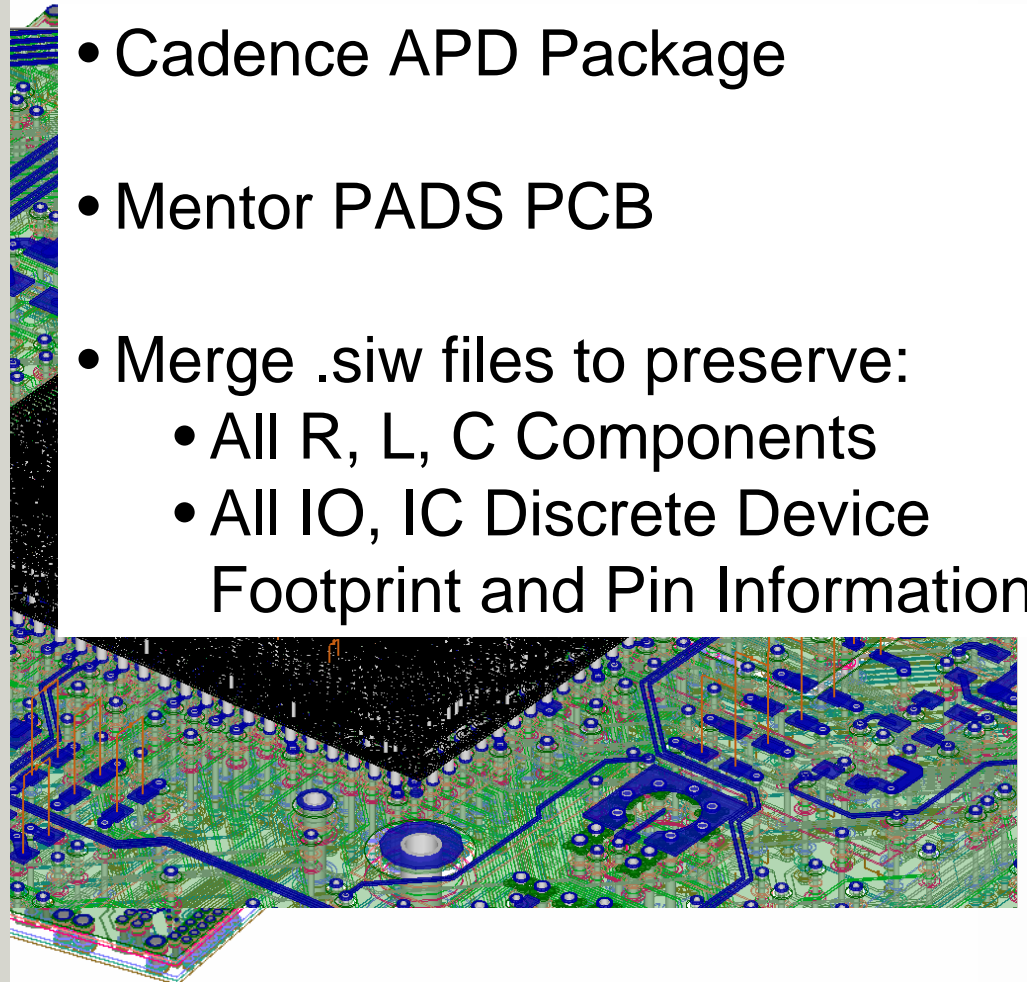 • Cadence APD Package
• Mentor PADS PCB
• Merge .siw files to preserve:
• All R, L, C Components
• All IO, IC Discrete Device
Footprint and Pin Information